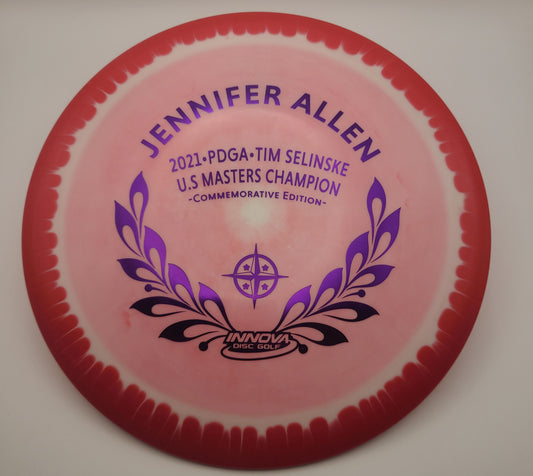 JENNIFER ALLEN
2021•PDGA•TIM SELINSKE
U.S MASTERS CHAMPION
-COMMEMORATIVE EDITION-
INNOVA
DISC GOLF